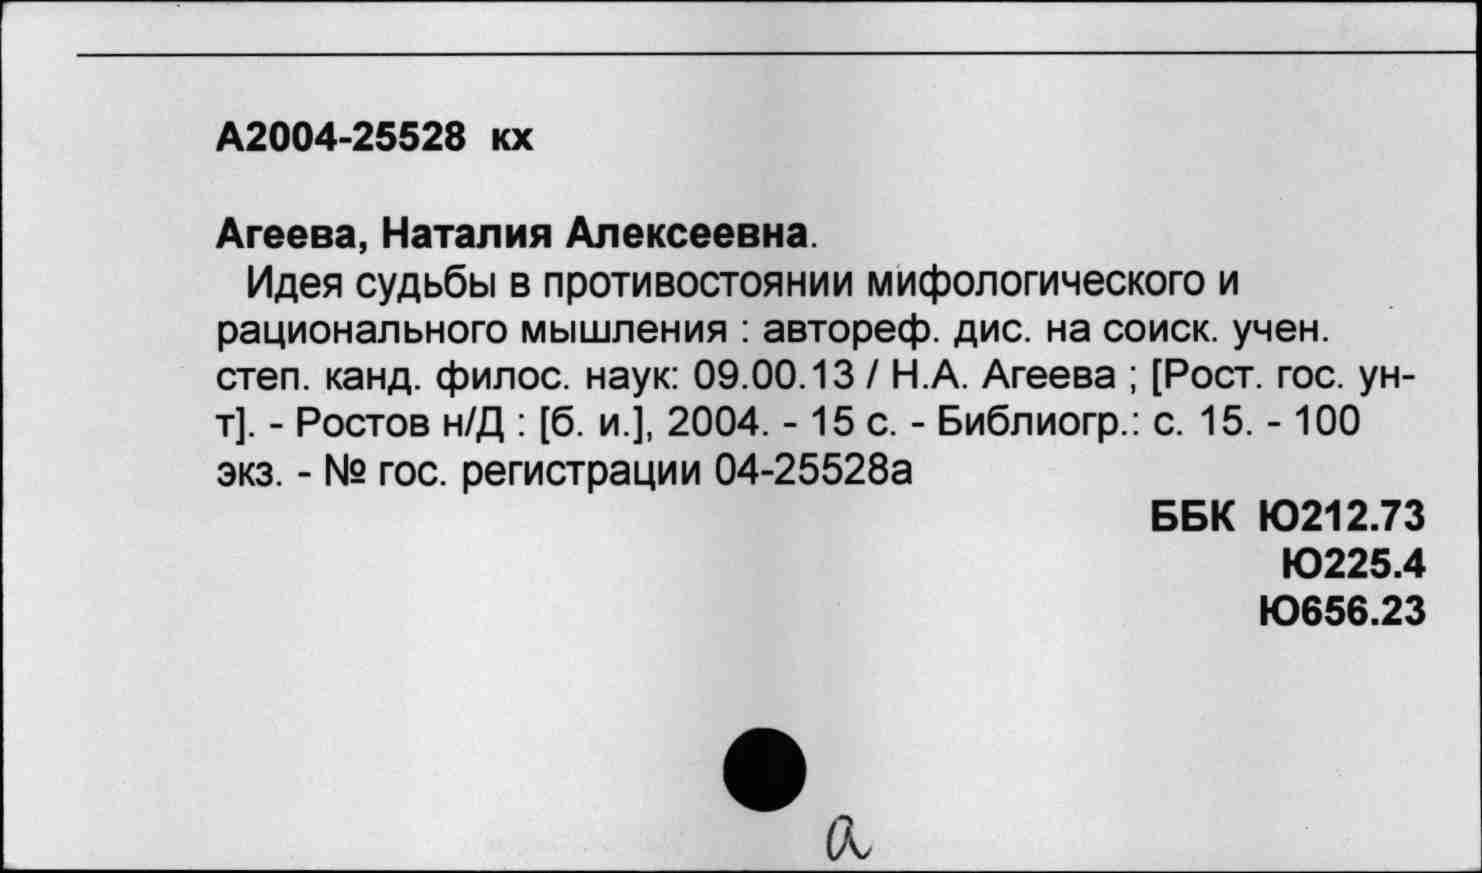 А2004-25528 кх
Агеева, Наталия Алексеевна.
Идея судьбы в противостоянии мифологического и
рационального мышления : автореф. дис. на соиск. учен.
степ. канд. филос. наук: 09.00.13 / Н.А. Агеева ; [Рост. гос. ун-
т]. - Ростов н/Д : [б. и.], 2004. - 15 с. - Библиогр.: с. 15. - 100
экз. - № гос. регистрации 04-25528а
ББК Ю212.73
Ю225.4
Ю656.23
а